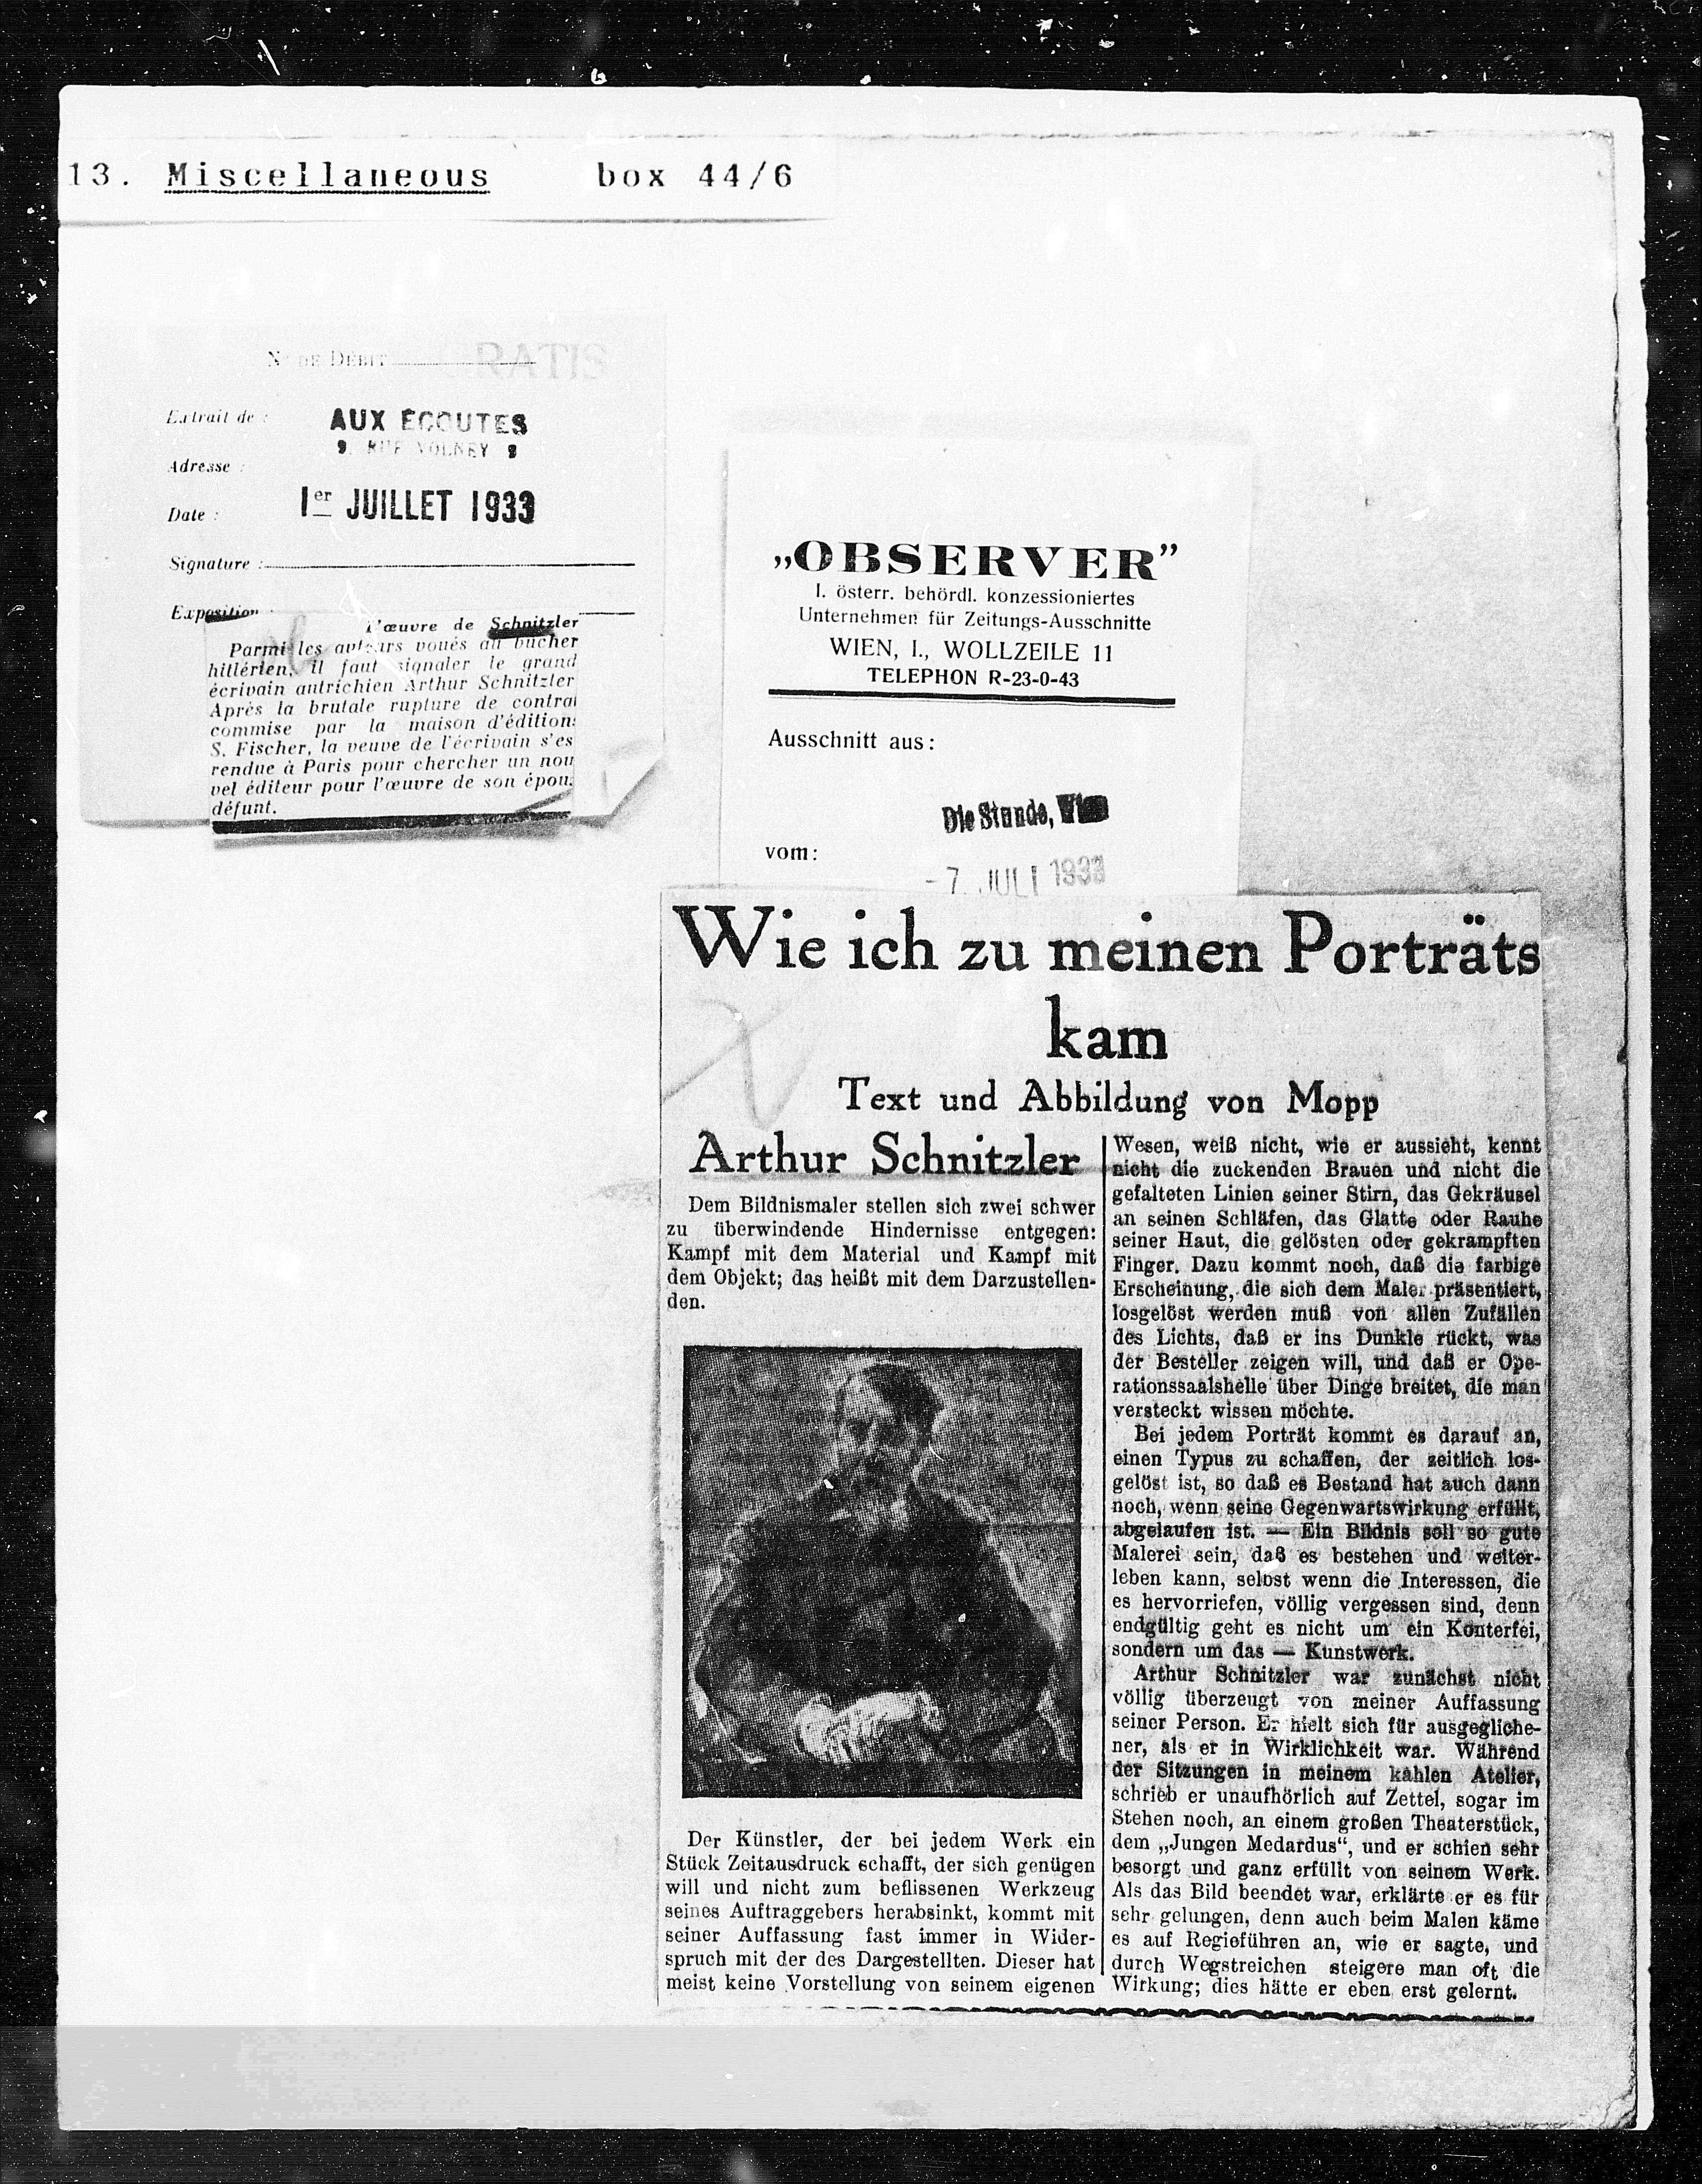 13. Miscellaneous box 44/6
N° DE DÉBIT
GRATIS
Extrait de :
AUX ÉCOUTES
9, RUE VOLNEY 9
Adresse :
Date :
1er JUILLET 1933
Signature :
Exposition :
L'œuvre de Schnitzler
Parmi les auteurs voués au bûcher
hitlérien, il faut signaler le grand
écrivain autrichien Arthur Schnitzler
Après la brutale rupture de contrat
commise par la maison d'éditions
S. Fischer, la veuve de l'écrivain s'est
rendue à Paris pour chercher un nou
vel éditeur pour l'œuvre de son épou
défunt.
„OBSERVER”
I. österr. behördl. konzessioniertes
Unternehmen für Zeitungs-Ausschnitte
WIEN, I., WOLLZEILE 11
TELEPHON R-23-0-43
Ausschnitt aus:
Die Stunde, Wien
vom:
-7. JULI 1933
Wie ich zu meinen Porträts
kam
Text und Abbildung von Mopp
Arthur Schnitzler
Dem Bildnismaler stellen sich zwei schwer
zu überwindende Hindernisse entgegen:
Kampf mit dem Material und Kampf mit
dem Objekt; das heißt mit dem Darzustellen-
den.
Der Künstler, der bei jedem Werk ein
Stück Zeitausdruck schafft, der sich genügen
will und nicht zum beflissenen Werkzeug
seines Auftraggebers herabsinkt, kommt mit
seiner Auffassung fast immer in Wider-
spruch mit der des Dargestellten. Dieser hat
meist keine Vorstellung von seinem eigenen
Wesen, weiß nicht, wie er aussieht, kennt
nicht die zuckenden Brauen und nicht die
gefalteten Linien seiner Stirn, das Gekräusel
an seinen Schläfen, das Glatte oder Rauhe
seiner Haut, die gelösten oder gekrampften
Finger. Dazu kommt noch, daß die farbige
Erscheinung, die sich dem Maler präsentiert,
losgelöst werden muß von allen Zufällen
des Lichts, daß er ins Dunkle rückt, was
der Besteller zeigen will, und daß er Ope-
rationssaalshelle über Dinge breitet, die man
versteckt wissen möchte.
Bei jedem Porträt kommt es darauf an,
einen Typus zu schaffen, der zeitlich los-
gelöst ist, so daß es Bestand hat auch dann
noch, wenn seine Gegenwartswirkung erfüllt,
abgelaufen ist. — Ein Bildnis soll so gute
Malerei sein, daß es bestehen und weiter-
leben kann, selbst wenn die Interessen, die
es hervorriefen, völlig vergessen sind, denn
endgültig geht es nicht um ein Konterfei,
sondern um das — Kunstwerk.
Arthur Schnitzler war zunächst nicht
völlig überzeugt von meiner Auffassung
seiner Person. Er hielt sich für ausgegliche-
ner, als er in Wirklichkeit war. Während
der Sitzungen in meinem kahlen Atelier,
schrieb er unaufhörlich auf Zettel, sogar im
Stehen noch, an einem großen Theaterstück,
dem „Jungen Medardus“, und er schien sehr
besorgt und ganz erfüllt von seinem Werk.
Als das Bild beendet war, erklärte er es für
sehr gelungen, denn auch beim Malen käme
es auf Regieführen an, wie er sagte, und
durch Wegstreichen steigere man oft die
Wirkung; dies hätte er eben erst gelernt.